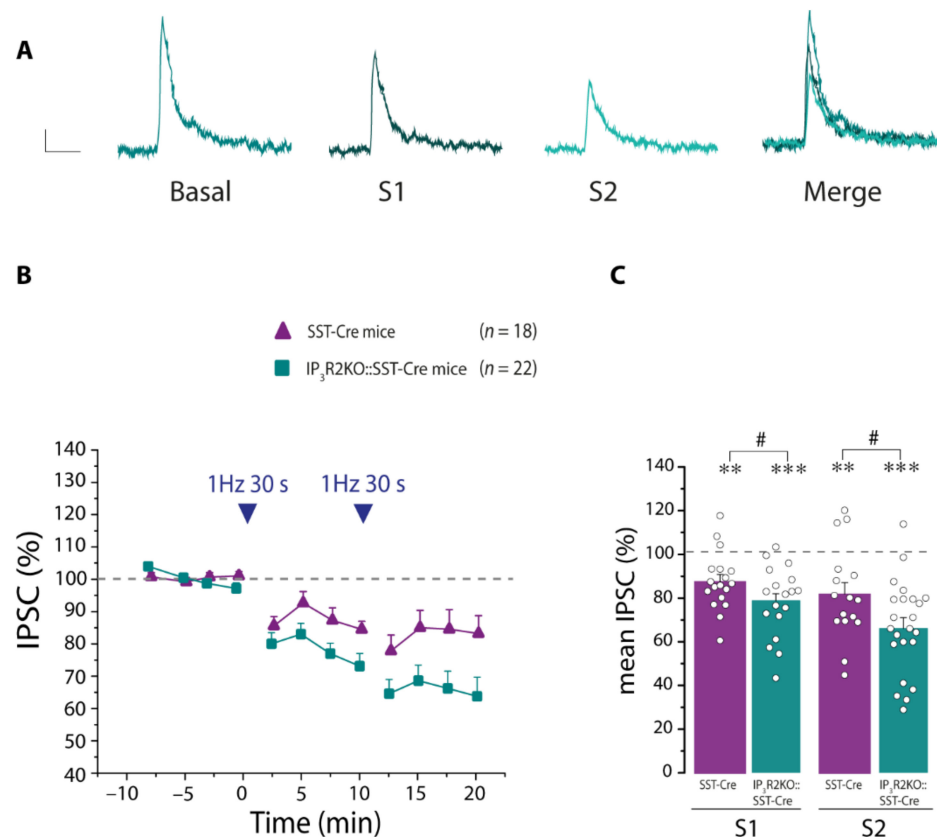 A
Basal
S1
S2
Merge
B
SST-Cre mice (n = 18)
IP₃R2KO::SST-Cre mice (n = 22)
140
130
120
110
100
90
80
70
60
50
40
IPSC (%)
1Hz 30 s
1Hz 30 s
−10
−5
0
5
10
15
20
Time (min)
C
#
#
** *** ** ***
140
120
100
80
60
40
20
0
mean IPSC (%)
SST-Cre
IP₃R2KO::
SST-Cre
SST-Cre
IP₃R2KO::
SST-Cre
S1
S2